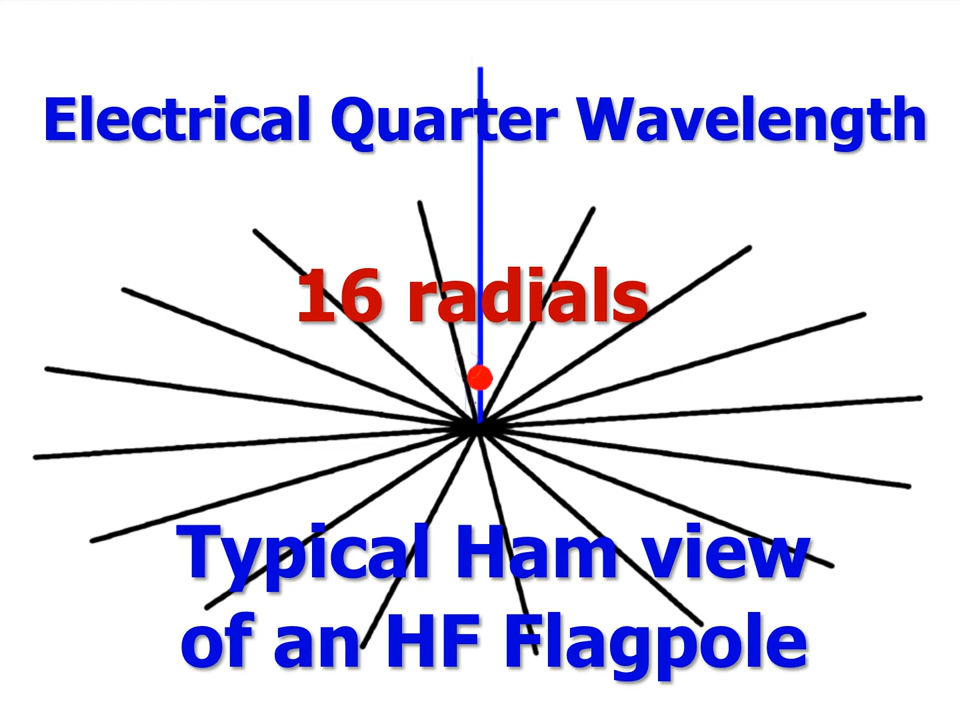 Electrical Quarter Wavelength
16 radials
Typical Ham view
of an HF Flagpole